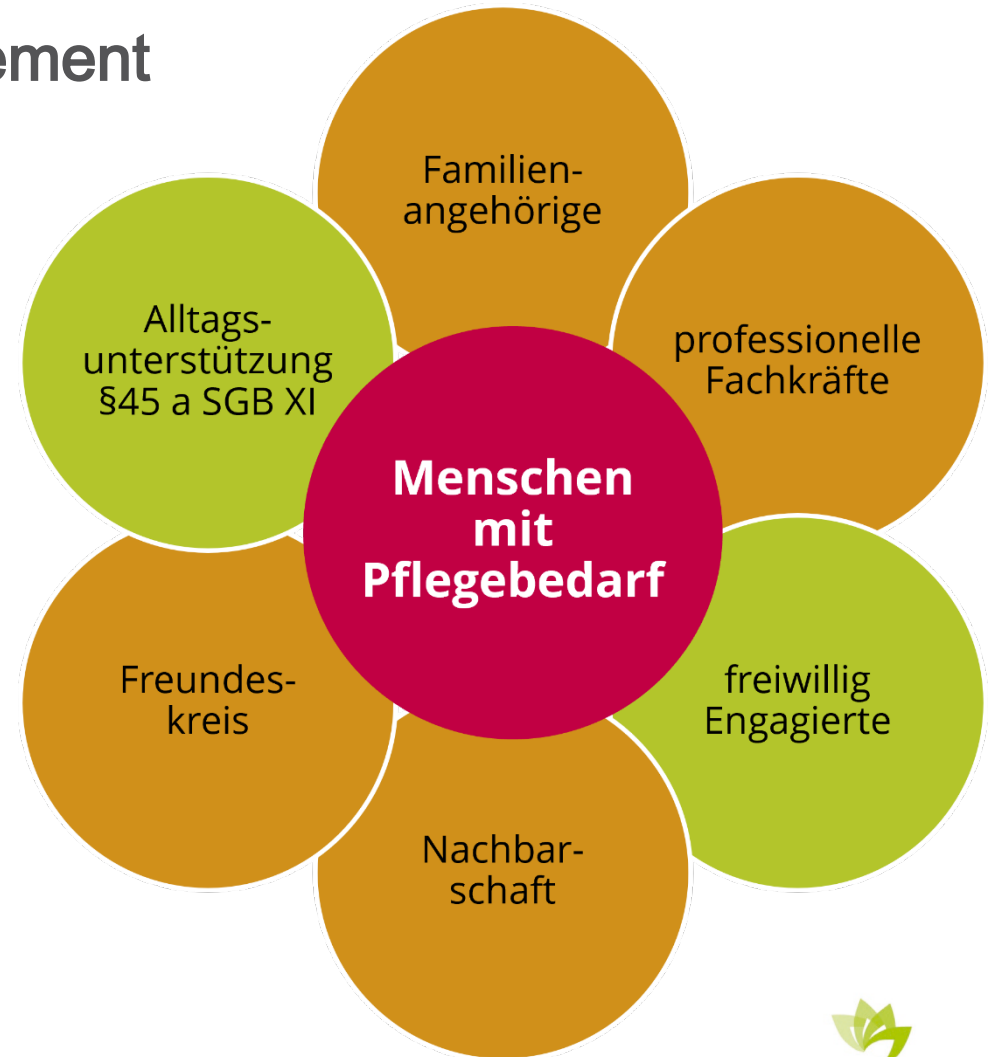 ement
Familien-
angehörige
professionelle
Fachkräfte
freiwillig
Engagierte
Nachbar-
schaft
Freundes-
kreis
Alltags-
unterstützung
§45 a SGB XI
Menschen
mit
Pflegebedarf